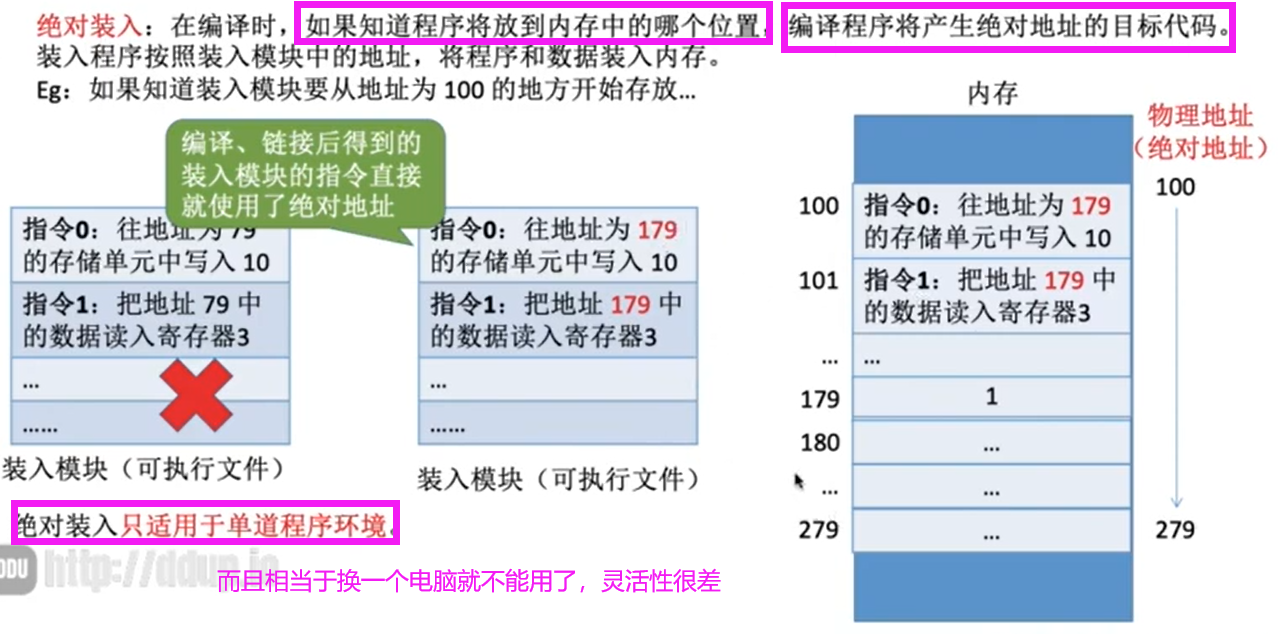 绝对装入：在编译时，如果知道程序将放到内存中的哪个位置，编译程序将产生绝对地址的目标代码。
装入程序按照装入模块中的地址，将程序和数据装入内存。
Eg：如果知道装入模块要从地址为 100 的地方开始存放...
编译、链接后得到的
装入模块的指令直接
就使用了绝对地址
指令0：往地址为 79
的存储单元中写入 10
指令1：把地址 79 中
的数据读入寄存器3
...
......
装入模块（可执行文件）
指令0：往地址为 179
的存储单元中写入 10
指令1：把地址 179 中
的数据读入寄存器3
...
......
装入模块（可执行文件）
内存
物理地址
（绝对地址）
100
279
100
指令0：往地址为 179
的存储单元中写入 10
101
指令1：把地址 179 中
的数据读入寄存器3
...
...
179
1
180
...
...
...
279
...
绝对装入只适用于单道程序环境。
而且相当于换一个电脑就不能用了，灵活性很差